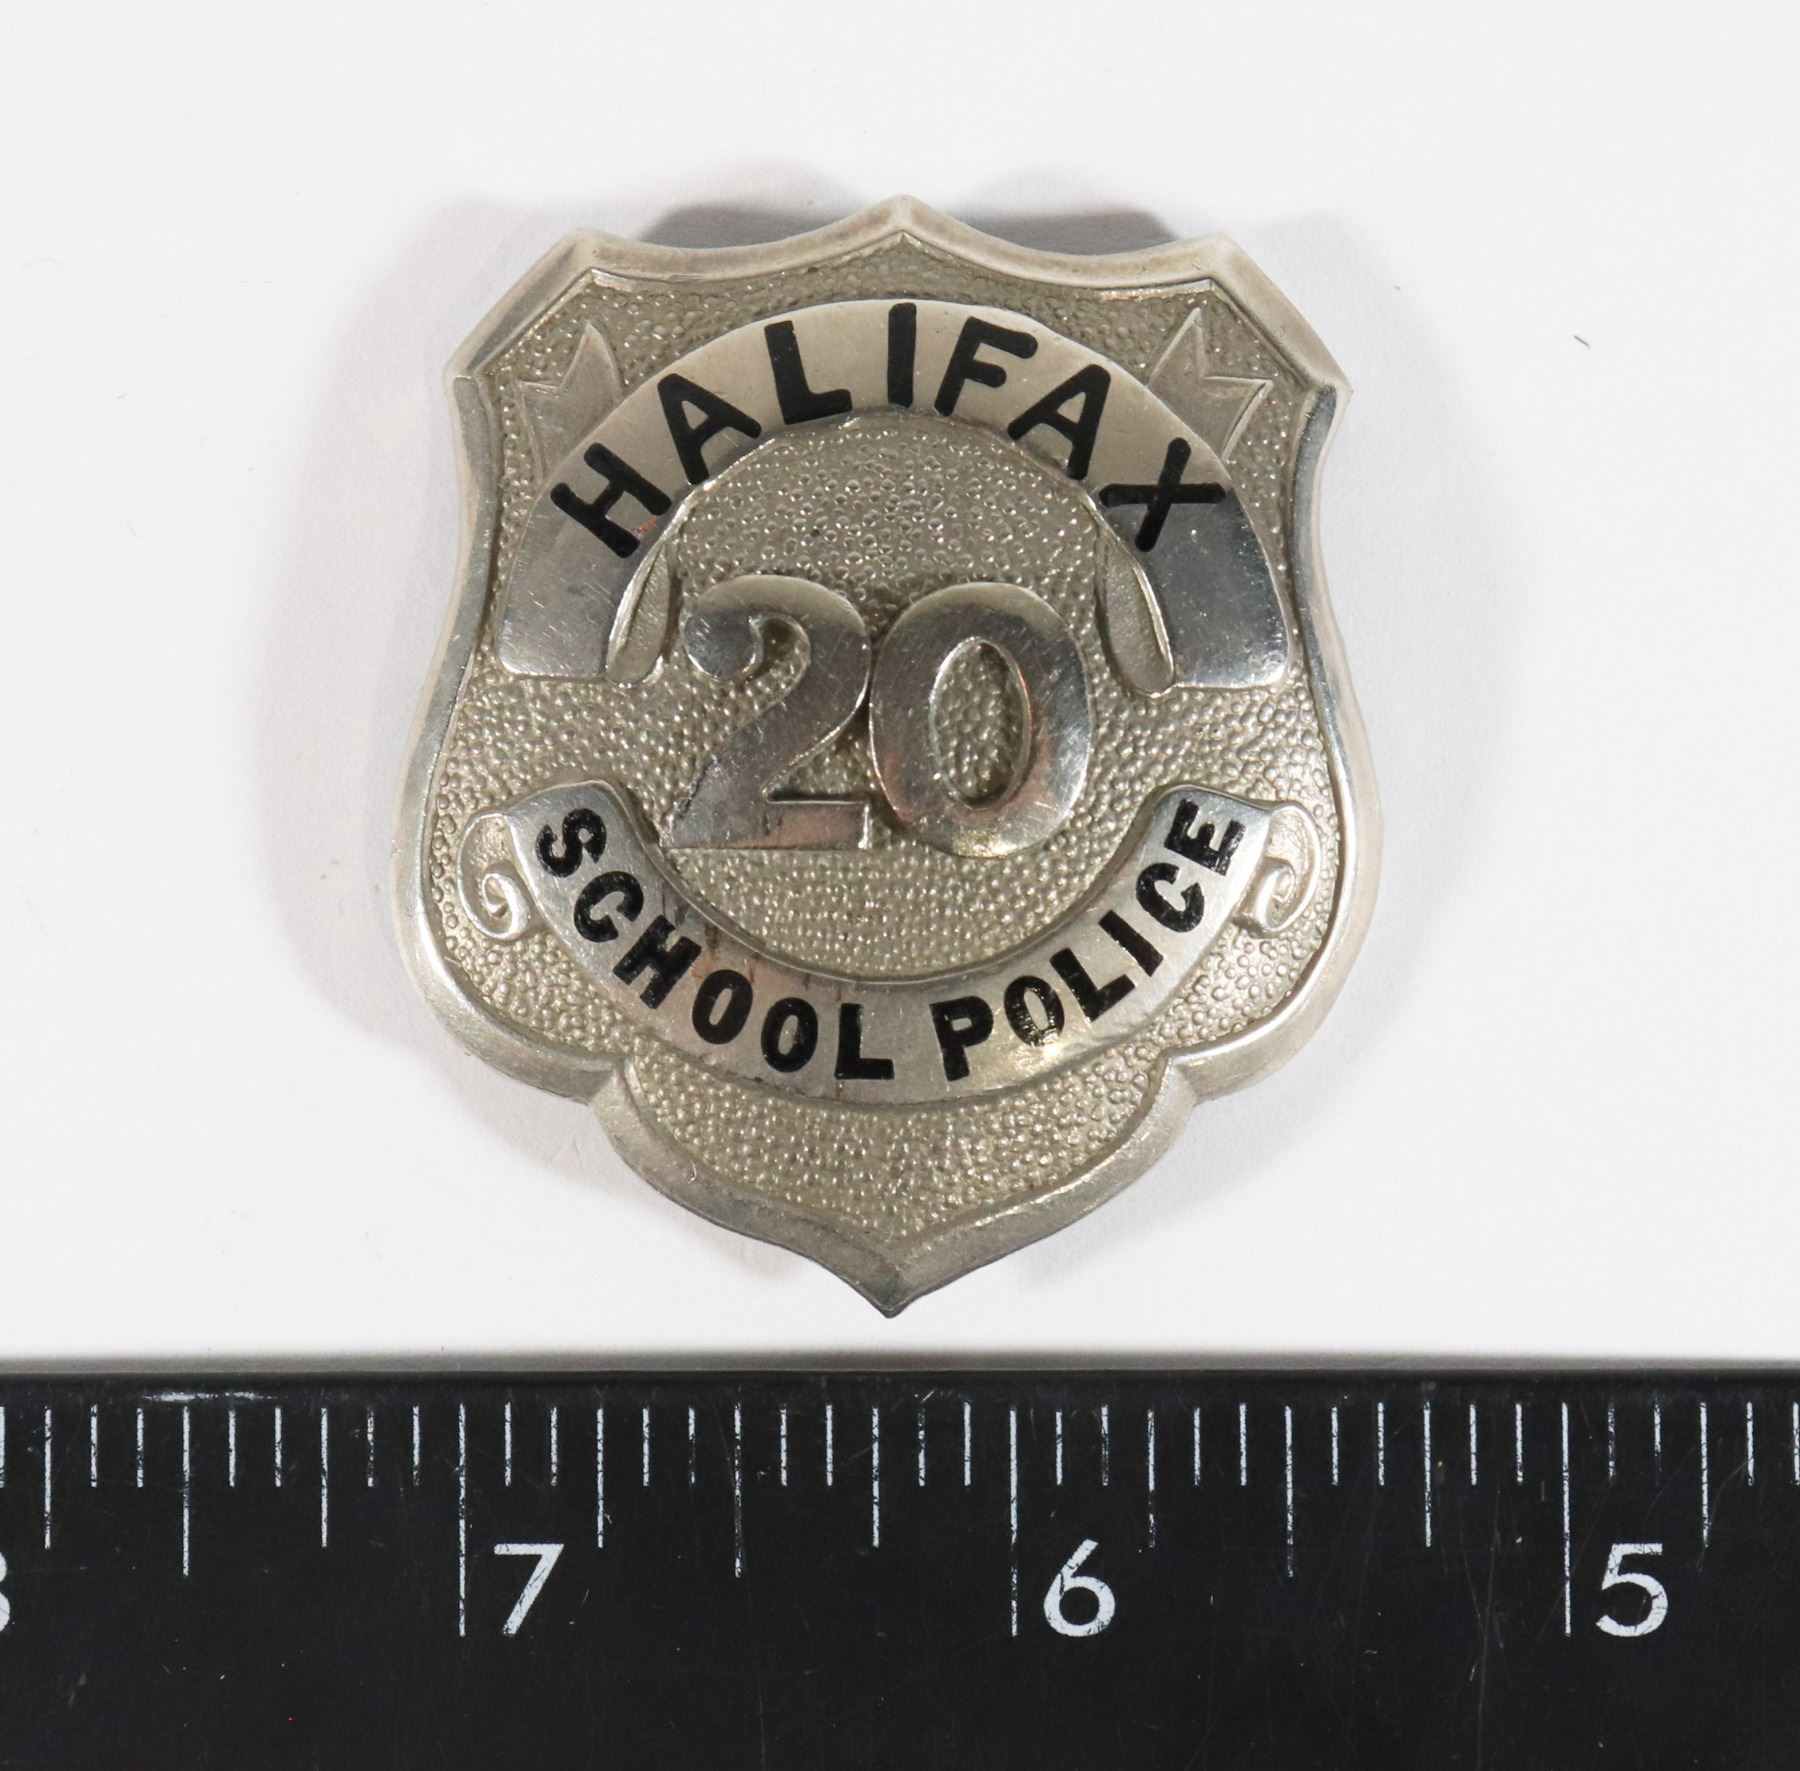 HALIFAX
20
SCHOOL POLICE
7 6 5